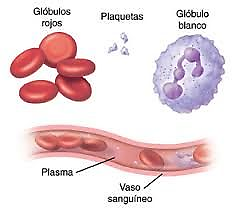 Glóbulos
rojos
Plaquetas
Glóbulo
blanco
Plasma
Vaso
sanguíneo